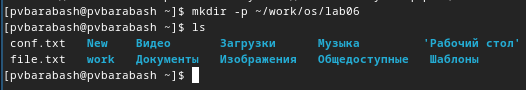 [pvbarabash@pvbarabash ~]$ mkdir -p ~/work/os/lab06
[pvbarabash@pvbarabash ~]$ ls
conf.txt New Видео Загрузки Музыка 'Рабочий стол'
file.txt work Документы Изображения Общедоступные Шаблоны
[pvbarabash@pvbarabash ~]$